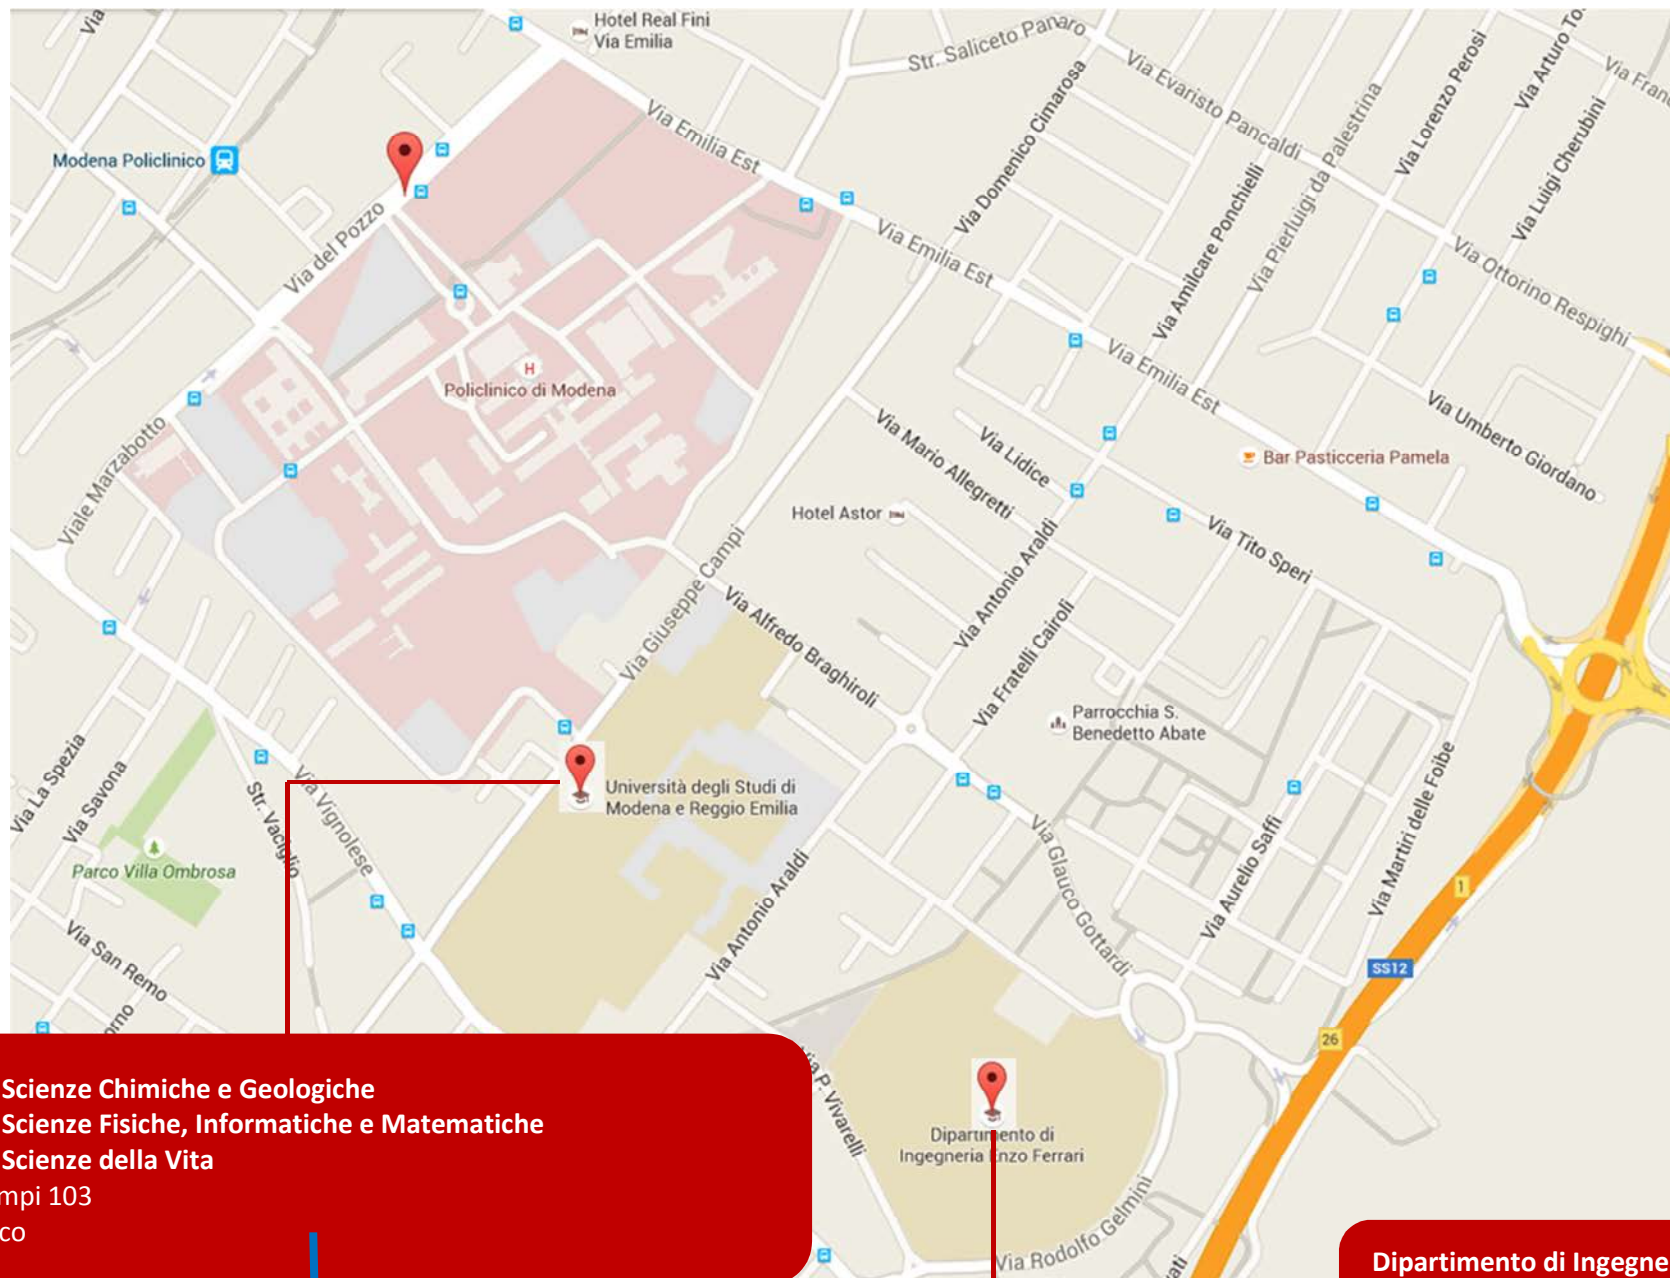 Via
Hotel Real Fini
Via Emilia
Str. Saliceto Panaro
Via Evaristo Pancaldi
Via Lorenzo Perosi
Via Arturo To
Via Fran
Via Emilia Est
Via Domenico Cimarosa
Via Pierluigi da Palestrina
Via Luigi Cherubini
Modena Policlinico
Via del Pozzo
Via Emilia Est
Via Amilcare Ponchielli
Via Ottorino Respighi
H
Policlinico di Modena
Via Emilia Est
Via Umberto Giordano
Viale Marzabotto
Via Mario Allegretti
Via Lidice
Bar Pasticceria Pamela
Hotel Astor
Via Tito Speri
Via Giuseppe Campi
Via Antonio Araldi
Via Alfredo Braghiroli
Via Fratelli Cairoli
Parrocchia S.
Benedetto Abate
Via La Spezia
Via Savona
Str. Vaciglio
Via Vignolese
Università degli Studi di
Modena e Reggio Emilia
Via Martiri delle Foibe
Parco Villa Ombrosa
Via Glauco Gottardi
Via Aurelio Saffi
1
Via San Remo
Via Antonio Araldi
SS12
omo
26
Via P. Vivarelli
Dipartimento di
Ingegneria Enzo Ferrari
Via Rodolfo Gelmini
ati
Scienze Chimiche e Geologiche
Scienze Fisiche, Informatiche e Matematiche
Scienze della Vita
mpi 103
co
Dipartimento di Ingegne